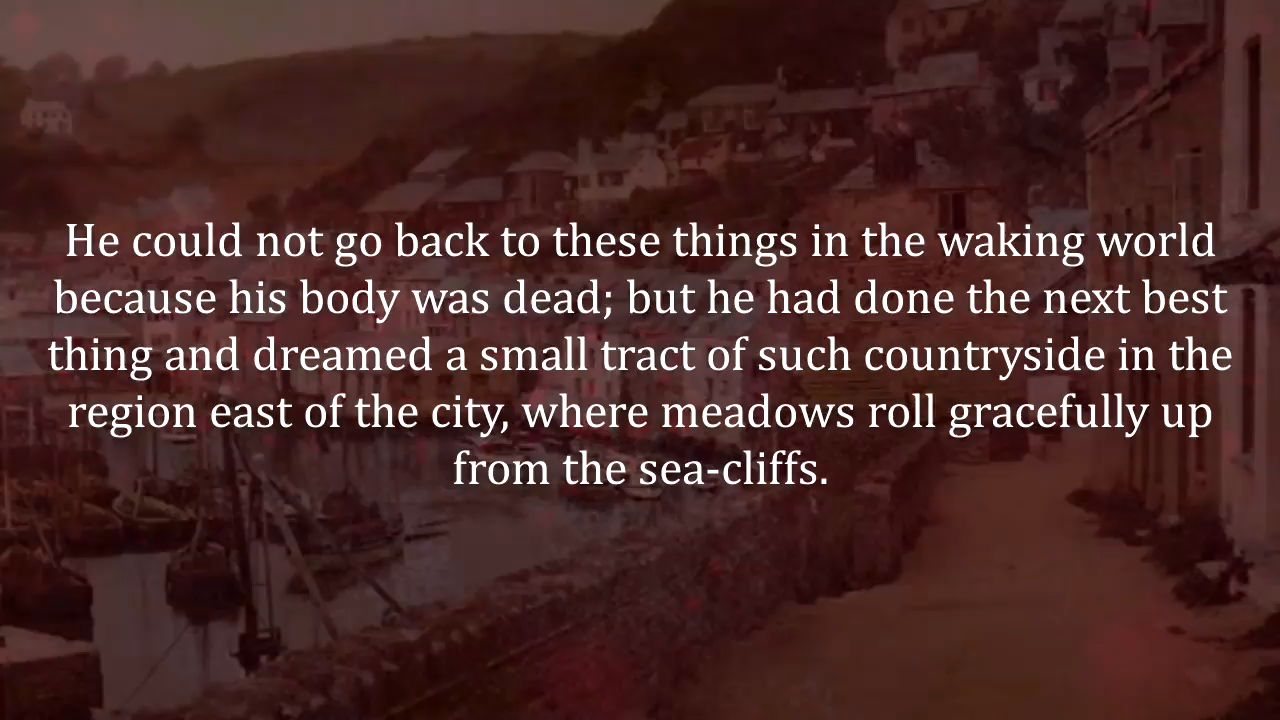 He could not go back to these things in the waking world
because his body was dead; but he had done the next best
thing and dreamed a small tract of such countryside in the
region east of the city, where meadows roll gracefully up
from the sea-cliffs.